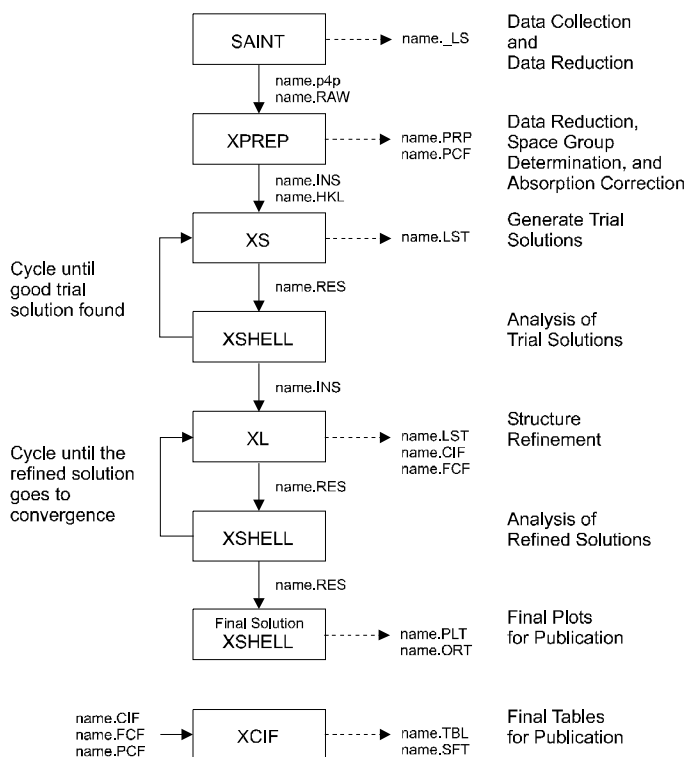 SAINT
name._LS
Data Collection
and
Data Reduction
name.p4p
name.RAW
XPREP
name.PRP
name.PCF
Data Reduction,
Space Group
Determination, and
Absorption Correction
name.INS
name.HKL
XS
name.LST
Generate Trial
Solutions
Cycle until
good trial
solution found
name.RES
XSHELL
Analysis of
Trial Solutions
name.INS
XL
name.LST
name.CIF
name.FCF
Structure
Refinement
Cycle until the
refined solution
goes to
convergence
name.RES
XSHELL
Analysis of
Refined Solutions
name.RES
Final Solution
XSHELL
name.PLT
name.ORT
Final Plots
for Publication
name.CIF
name.FCF
name.PCF
XCIF
name.TBL
name.SFT
Final Tables
for Publication